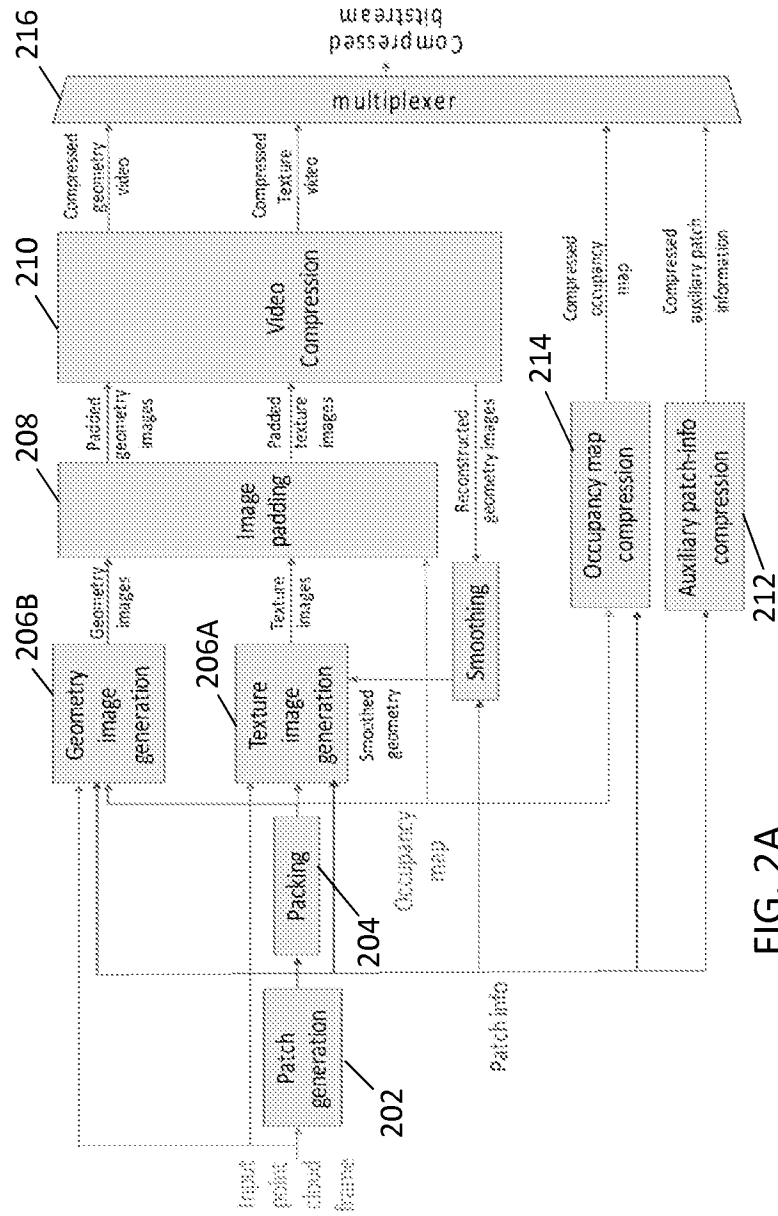 216
Compressed
bitstream
multiplexer
Compressed
geometry
video
Compressed
Texture
video
Compressed
occupancy
map
Compressed
auxiliary patch
information
210
Video
Compression
214
Occupancy map
compression
Auxiliary patch-info
compression
212
Padded
geometry
images
Padded
texture
images
Reconstructed
geometry images
208
Image
padding
Smoothing
Geometry
images
Texture
images
206B
Geometry
image
generation
206A
Texture
image
generation
Smoothed
geometry
Packing
204
Occupancy
map
Patch
generation
202
Patch info
Input
point
cloud
frame
FIG. 2A